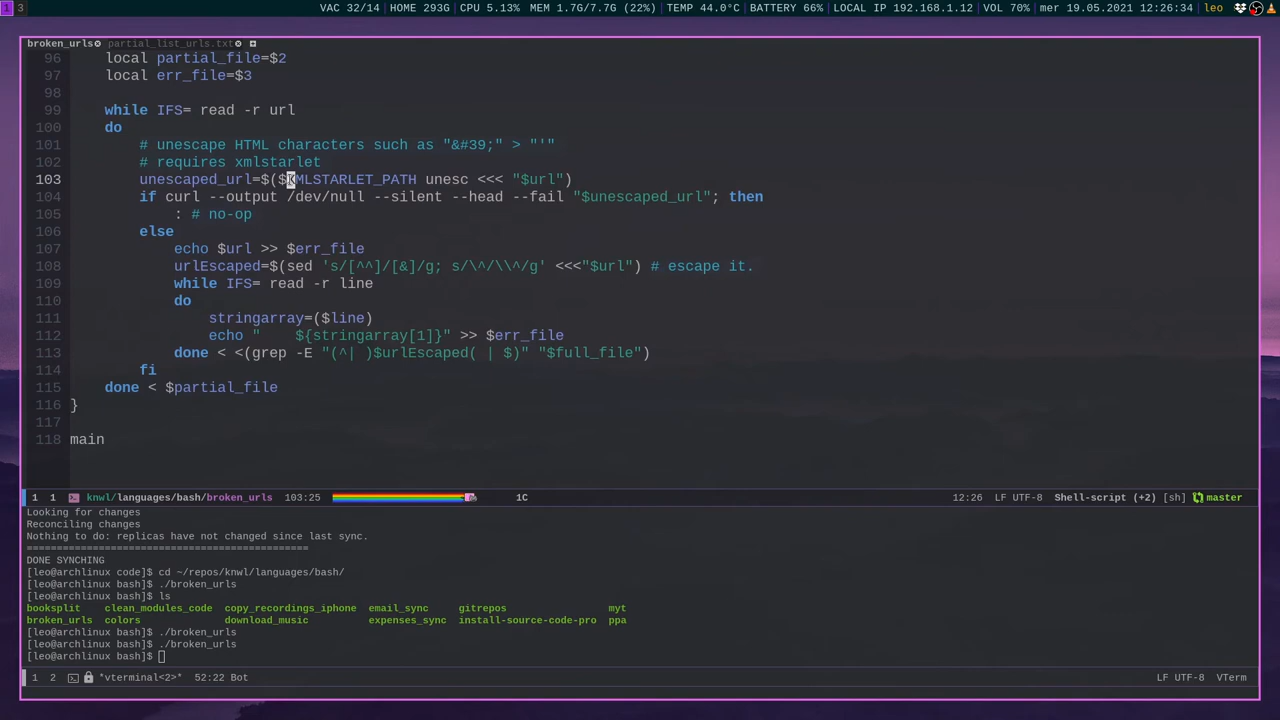 1 3 VAC 32/14 | HOME 293G | CPU 5.13% MEM 1.7G/7.7G (22%) | TEMP 44.0°C | BATTERY 66% | LOCAL IP 192.168.1.12 | VOL 70% | mer 19.05.2021 12:26:34 | leo
broken_urls partial_list_urls.txt
96 local partial_file=$2
97 local err_file=$3
98
99 while IFS= read -r url
100 do
101 # unescape HTML characters such as "&#39;" > "'"
102 # requires xmlstarlet
103 unescaped_url=$($XMLSTARLET_PATH unesc <<< "$url")
104 if curl --output /dev/null --silent --head --fail "$unescaped_url"; then
105 : # no-op
106 else
107 echo $url >> $err_file
108 urlEscaped=$(sed 's/[^^]/[&]/g; s/\^/\\^/g' <<<"$url") # escape it.
109 while IFS= read -r line
110 do
111 stringarray=($line)
112 echo "     ${stringarray[1]}" >> $err_file
113 done < <(grep -E "(^| )$urlEscaped( | $)" "$full_file")
114 fi
115 done < $partial_file
116 }
117
118 main
1 1 knwl/languages/bash/broken_urls 103:25 1C 12:26 LF UTF-8 Shell-script (+2) [sh] master
Looking for changes
Reconciling changes
Nothing to do: replicas have not changed since last sync.
===============================================
DONE SYNCHING
[leo@archlinux code]$ cd ~/repos/knwl/languages/bash/
[leo@archlinux bash]$ ./broken_urls
[leo@archlinux bash]$ ls
booksplit clean_modules_code copy_recordings_iphone email_sync gitrepos myt
broken_urls colors download_music expenses_sync install-source-code-pro ppa
[leo@archlinux bash]$ ./broken_urls
[leo@archlinux bash]$ ./broken_urls
[leo@archlinux bash]$
1 2 *vterminal<2>* 52:22 Bot LF UTF-8 VTerm